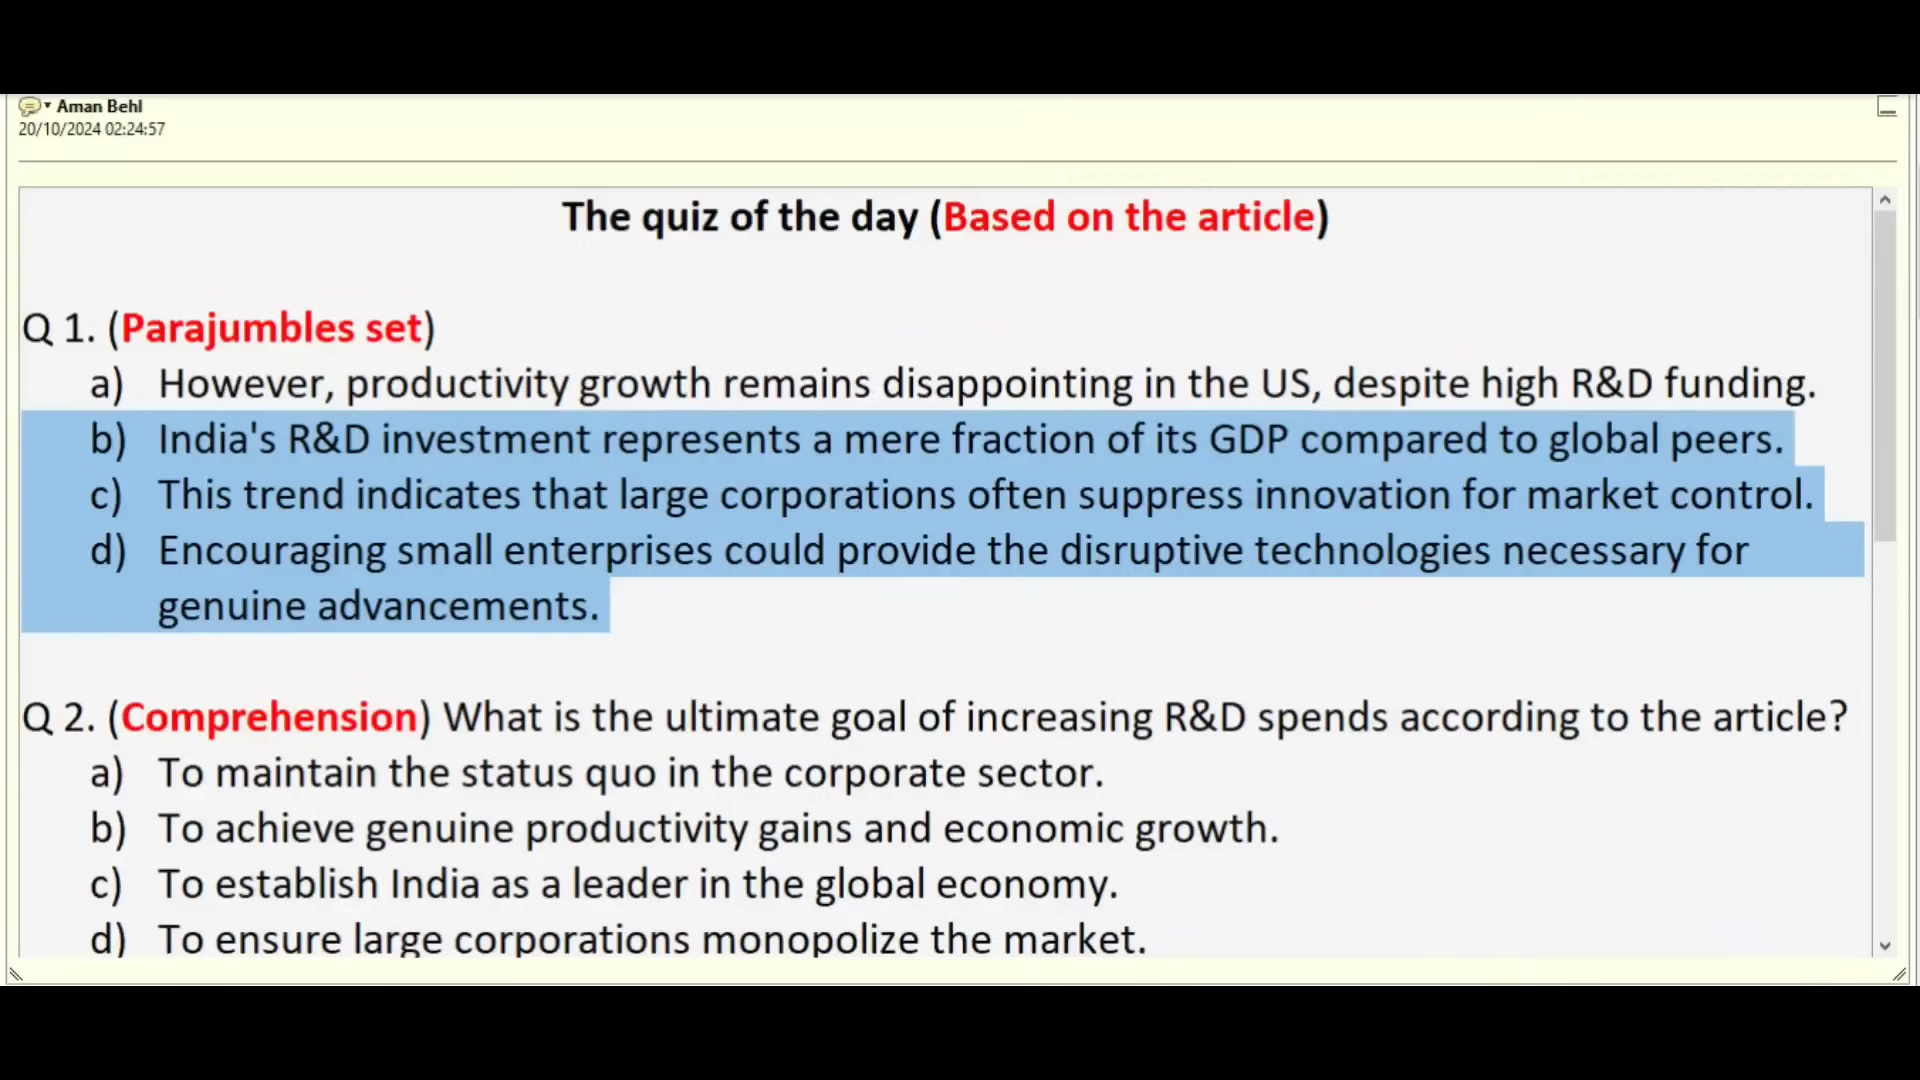 Aman Behl
20/10/2024 02:24:57
The quiz of the day (Based on the article)
Q 1. (Parajumbles set)
a) However, productivity growth remains disappointing in the US, despite high R&D funding.
b) India's R&D investment represents a mere fraction of its GDP compared to global peers.
c) This trend indicates that large corporations often suppress innovation for market control.
d) Encouraging small enterprises could provide the disruptive technologies necessary for
genuine advancements.
Q 2. (Comprehension) What is the ultimate goal of increasing R&D spends according to the article?
a) To maintain the status quo in the corporate sector.
b) To achieve genuine productivity gains and economic growth.
c) To establish India as a leader in the global economy.
d) To ensure large corporations monopolize the market.